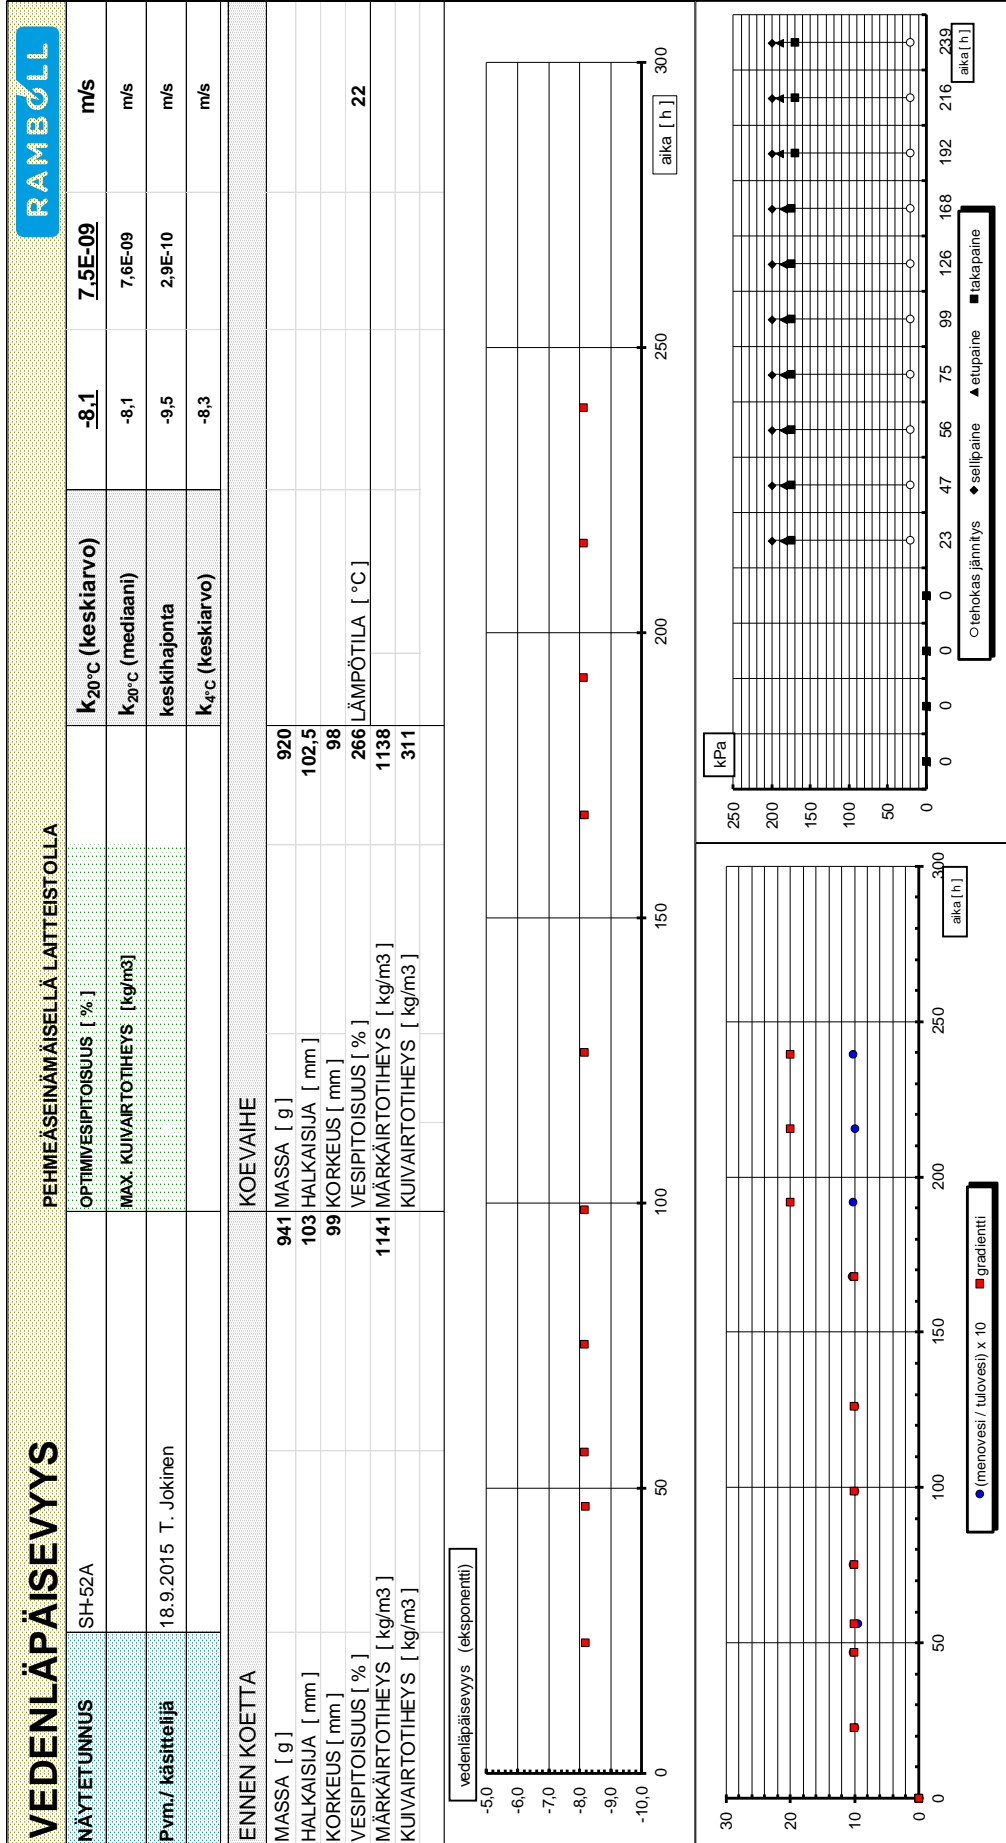 VEDENLÄPÄISEVYYS
PEHMEÄSEINÄMÄISELLÄ LAITTEISTOLLA
RAMBOLL
NÄYTETUNNUS SH-52A OPTIMIVESIPITOISUUS [ % ] k20°C (keskiarvo) -8,1 7,5E-09 m/s
MAX. KUIVAIRTOTIHEYS [kg/m3] k20°C (mediaani) -8,1 7,6E-09 m/s
Pvm./ käsittelijä 18.9.2015 T. Jokinen keskihajonta -9,5 2,9E-10 m/s
k4°C (keskiarvo) -8,3 m/s
ENNEN KOETTA KOEVAIHE
MASSA [ g ] 941 MASSA [ g ] 920
HALKAISIJA [ mm ] 103 HALKAISIJA [ mm ] 102,5
KORKEUS [ mm ] 99 KORKEUS [ mm ] 98
VESIPITOISUUS [ % ] VESIPITOISUUS [ % ] 266 LÄMPÖTILA [ °C ] 22
MÄRKÄIRTOTIHEYS [ kg/m3 ] 1141 MÄRKÄIRTOTIHEYS [ kg/m3 ] 1138
KUIVAIRTOTIHEYS [ kg/m3 ] KUIVAIRTOTIHEYS [ kg/m3 ] 311
vedenläpäisevyys (eksponentti)
-5,0
-6,0
-7,0
-8,0
-9,0
-10,0
0 50 100 150 200 250 300
aika [ h ]
30
20
10
0
0 50 100 150 200 250 300
aika [ h ]
(menovesi / tulovesi) x 10 gradientti
kPa
250
200
150
100
50
0
0 0 0 0 23 47 56 75 99 126 168 192 216 239
aika [ h ]
tehokas jännitys sellipaine etupaine takapaine